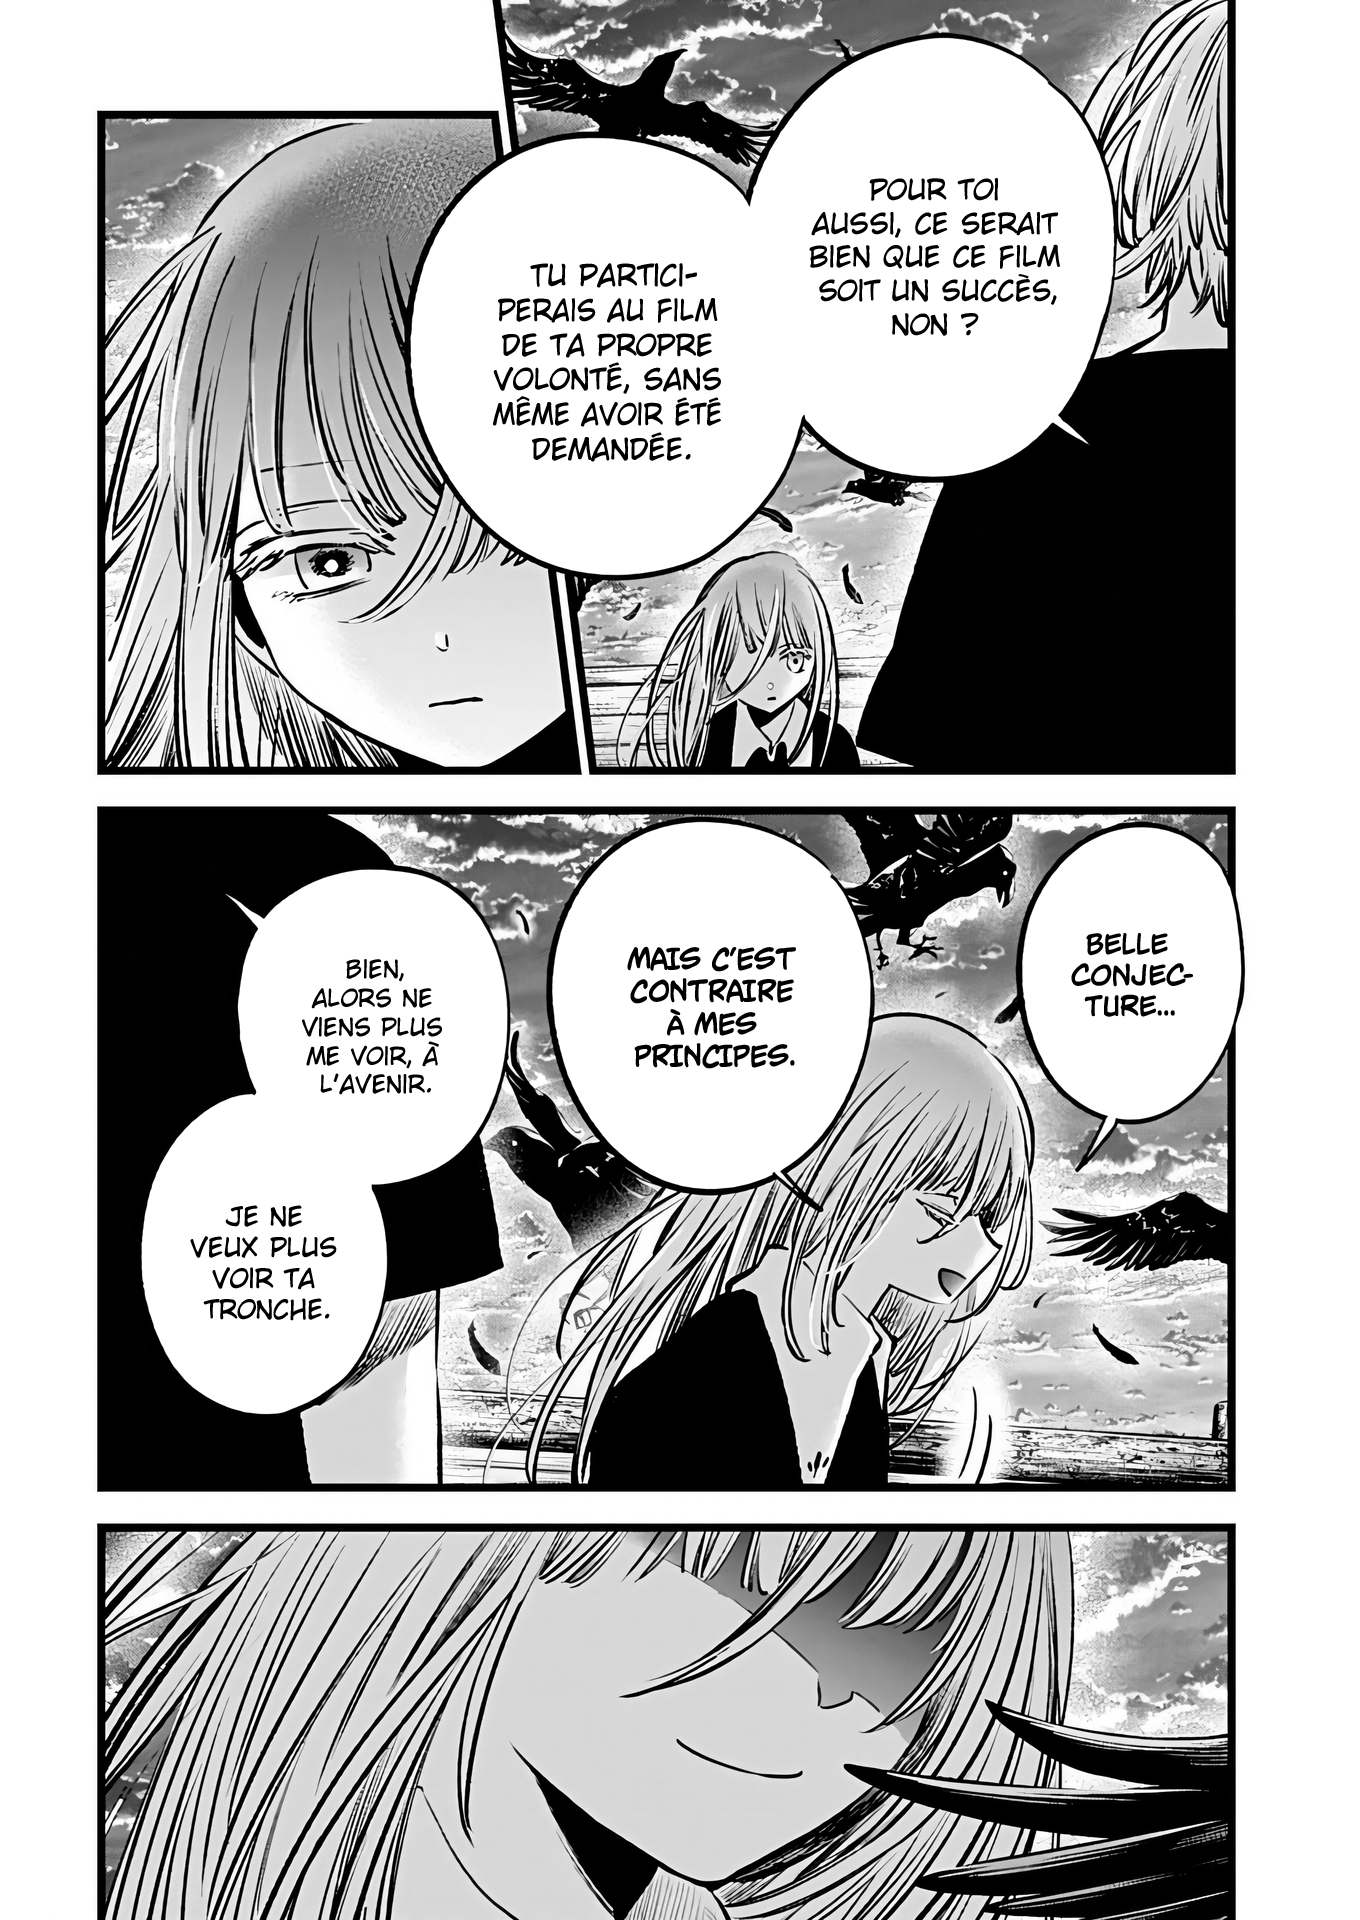 POUR TOI
AUSSI, CE SERAIT
BIEN QUE CE FILM
SOIT UN SUCCÈS,
NON ?
TU PARTICI-
PERAIS AU FILM
DE TA PROPRE
VOLONTÉ, SANS
MÊME AVOIR ÉTÉ
DEMANDÉE.
BELLE
CONJEC-
TURE...
MAIS C'EST
CONTRAIRE
À MES
PRINCIPES.
BIEN,
ALORS NE
VIENS PLUS
ME VOIR, À
L'AVENIR.
JE NE
VEUX PLUS
VOIR TA
TRONCHE.